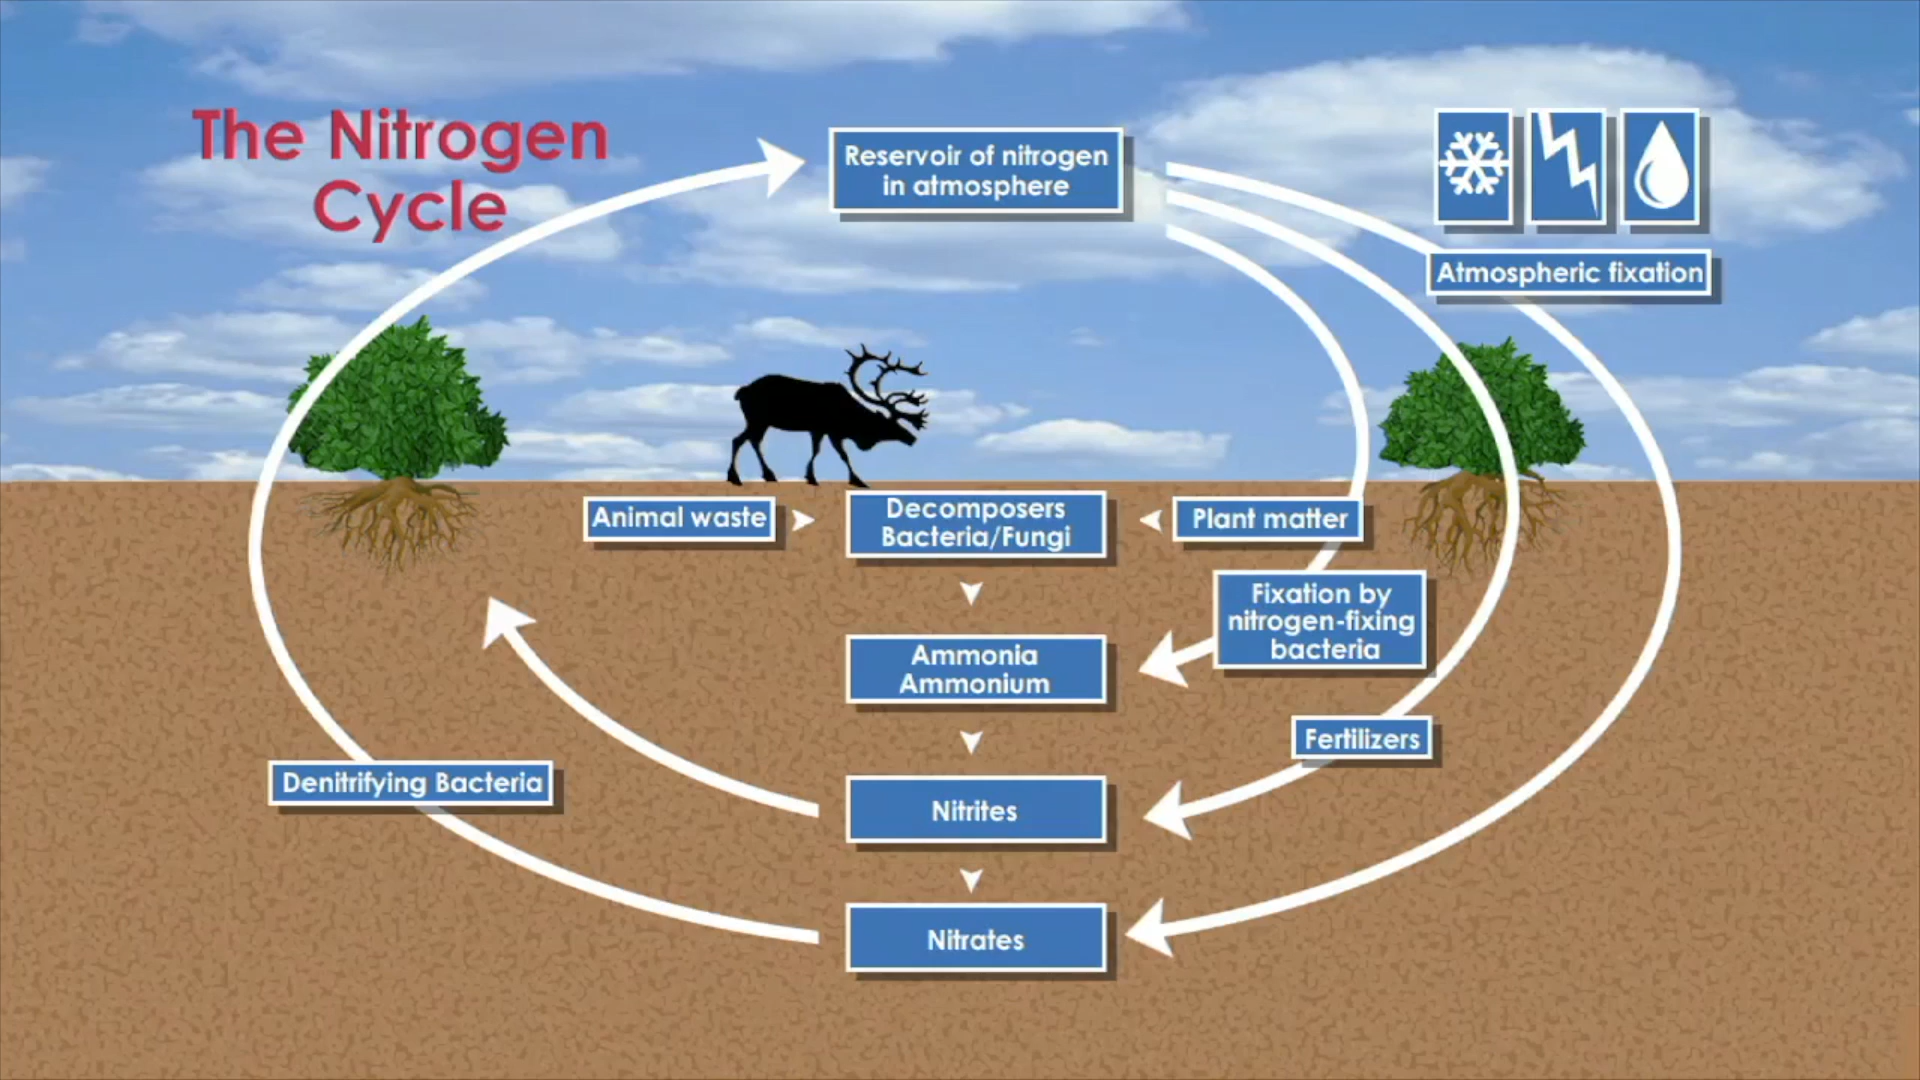 The Nitrogen
Cycle
Reservoir of nitrogen
in atmosphere
Atmospheric fixation
Animal waste
Decomposers
Bacteria/Fungi
Plant matter
Fixation by
nitrogen-fixing
bacteria
Ammonia
Ammonium
Fertilizers
Denitrifying Bacteria
Nitrites
Nitrates